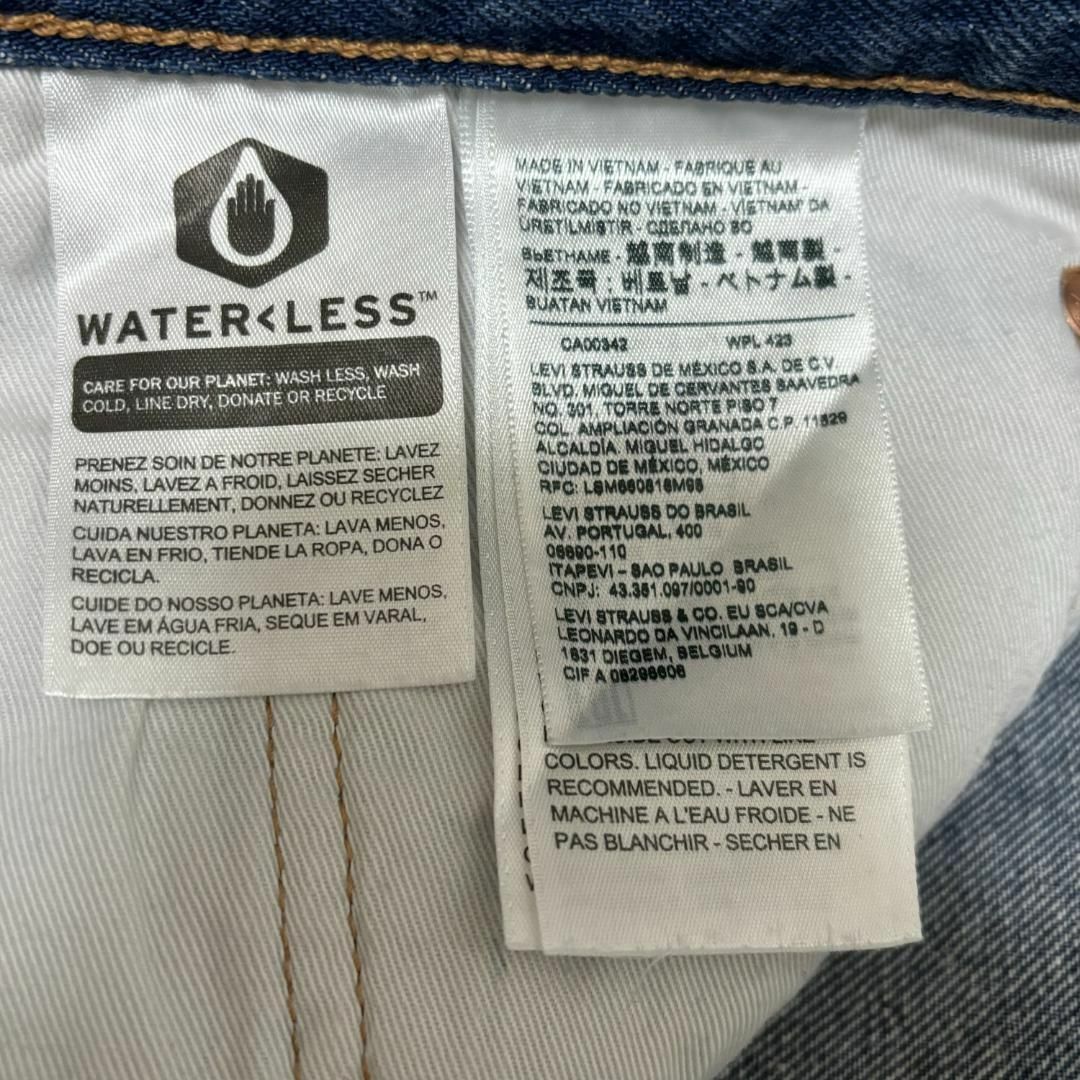 WATER<LESS™
CARE FOR OUR PLANET: WASH LESS, WASH
COLD, LINE DRY, DONATE OR RECYCLE
PRENEZ SOIN DE NOTRE PLANETE: LAVEZ
MOINS, LAVEZ A FROID, LAISSEZ SECHER
NATURELLEMENT, DONNEZ OU RECYCLEZ
CUIDA NUESTRO PLANETA: LAVA MENOS,
LAVA EN FRIO, TIENDE LA ROPA, DONA O
RECICLA.
CUIDE DO NOSSO PLANETA: LAVE MENOS,
LAVE EM ÁGUA FRIA, SEQUE EM VARAL,
DOE OU RECICLE.
MADE IN VIETNAM - FABRIQUE AU
VIETNAM - FABRICADO EN VIETNAM -
FABRICADO NO VIETNAM - VIETNAM' DA
URETILMISTIR - СДЕЛАНО ВО
ВЬЕТНАМЕ - 越南制造 - 越南製 -
제조국 : 베트남 - ベトナム製 -
BUATAN VIETNAM
CA00342 WPL 423
LEVI STRAUSS DE MÉXICO S.A. DE C.V.
BLVD. MIGUEL DE CERVANTES SAAVEDRA
NO. 301, TORRE NORTE PISO 7
COL. AMPLIACIÓN GRANADA C.P. 11529
ALCALDÍA. MIGUEL HIDALGO
CIUDAD DE MÉXICO, MÉXICO
RFC: LSM
LEVI STRAUSS DO BRASIL
AV. PORTUGAL, 400
06690-110
ITAPEVI – SAO PAULO BRASIL
CNPJ: 43.351.097/0001-90
LEVI STRAUSS & CO. EU SCA/CVA
LEONARDO DA VINCILAAN, 19 - D
1831 DIEGEM, BELGIUM
CIF A
COLORS. LIQUID DETERGENT IS
RECOMMENDED. - LAVER EN
MACHINE A L'EAU FROIDE - NE
PAS BLANCHIR - SECHER EN